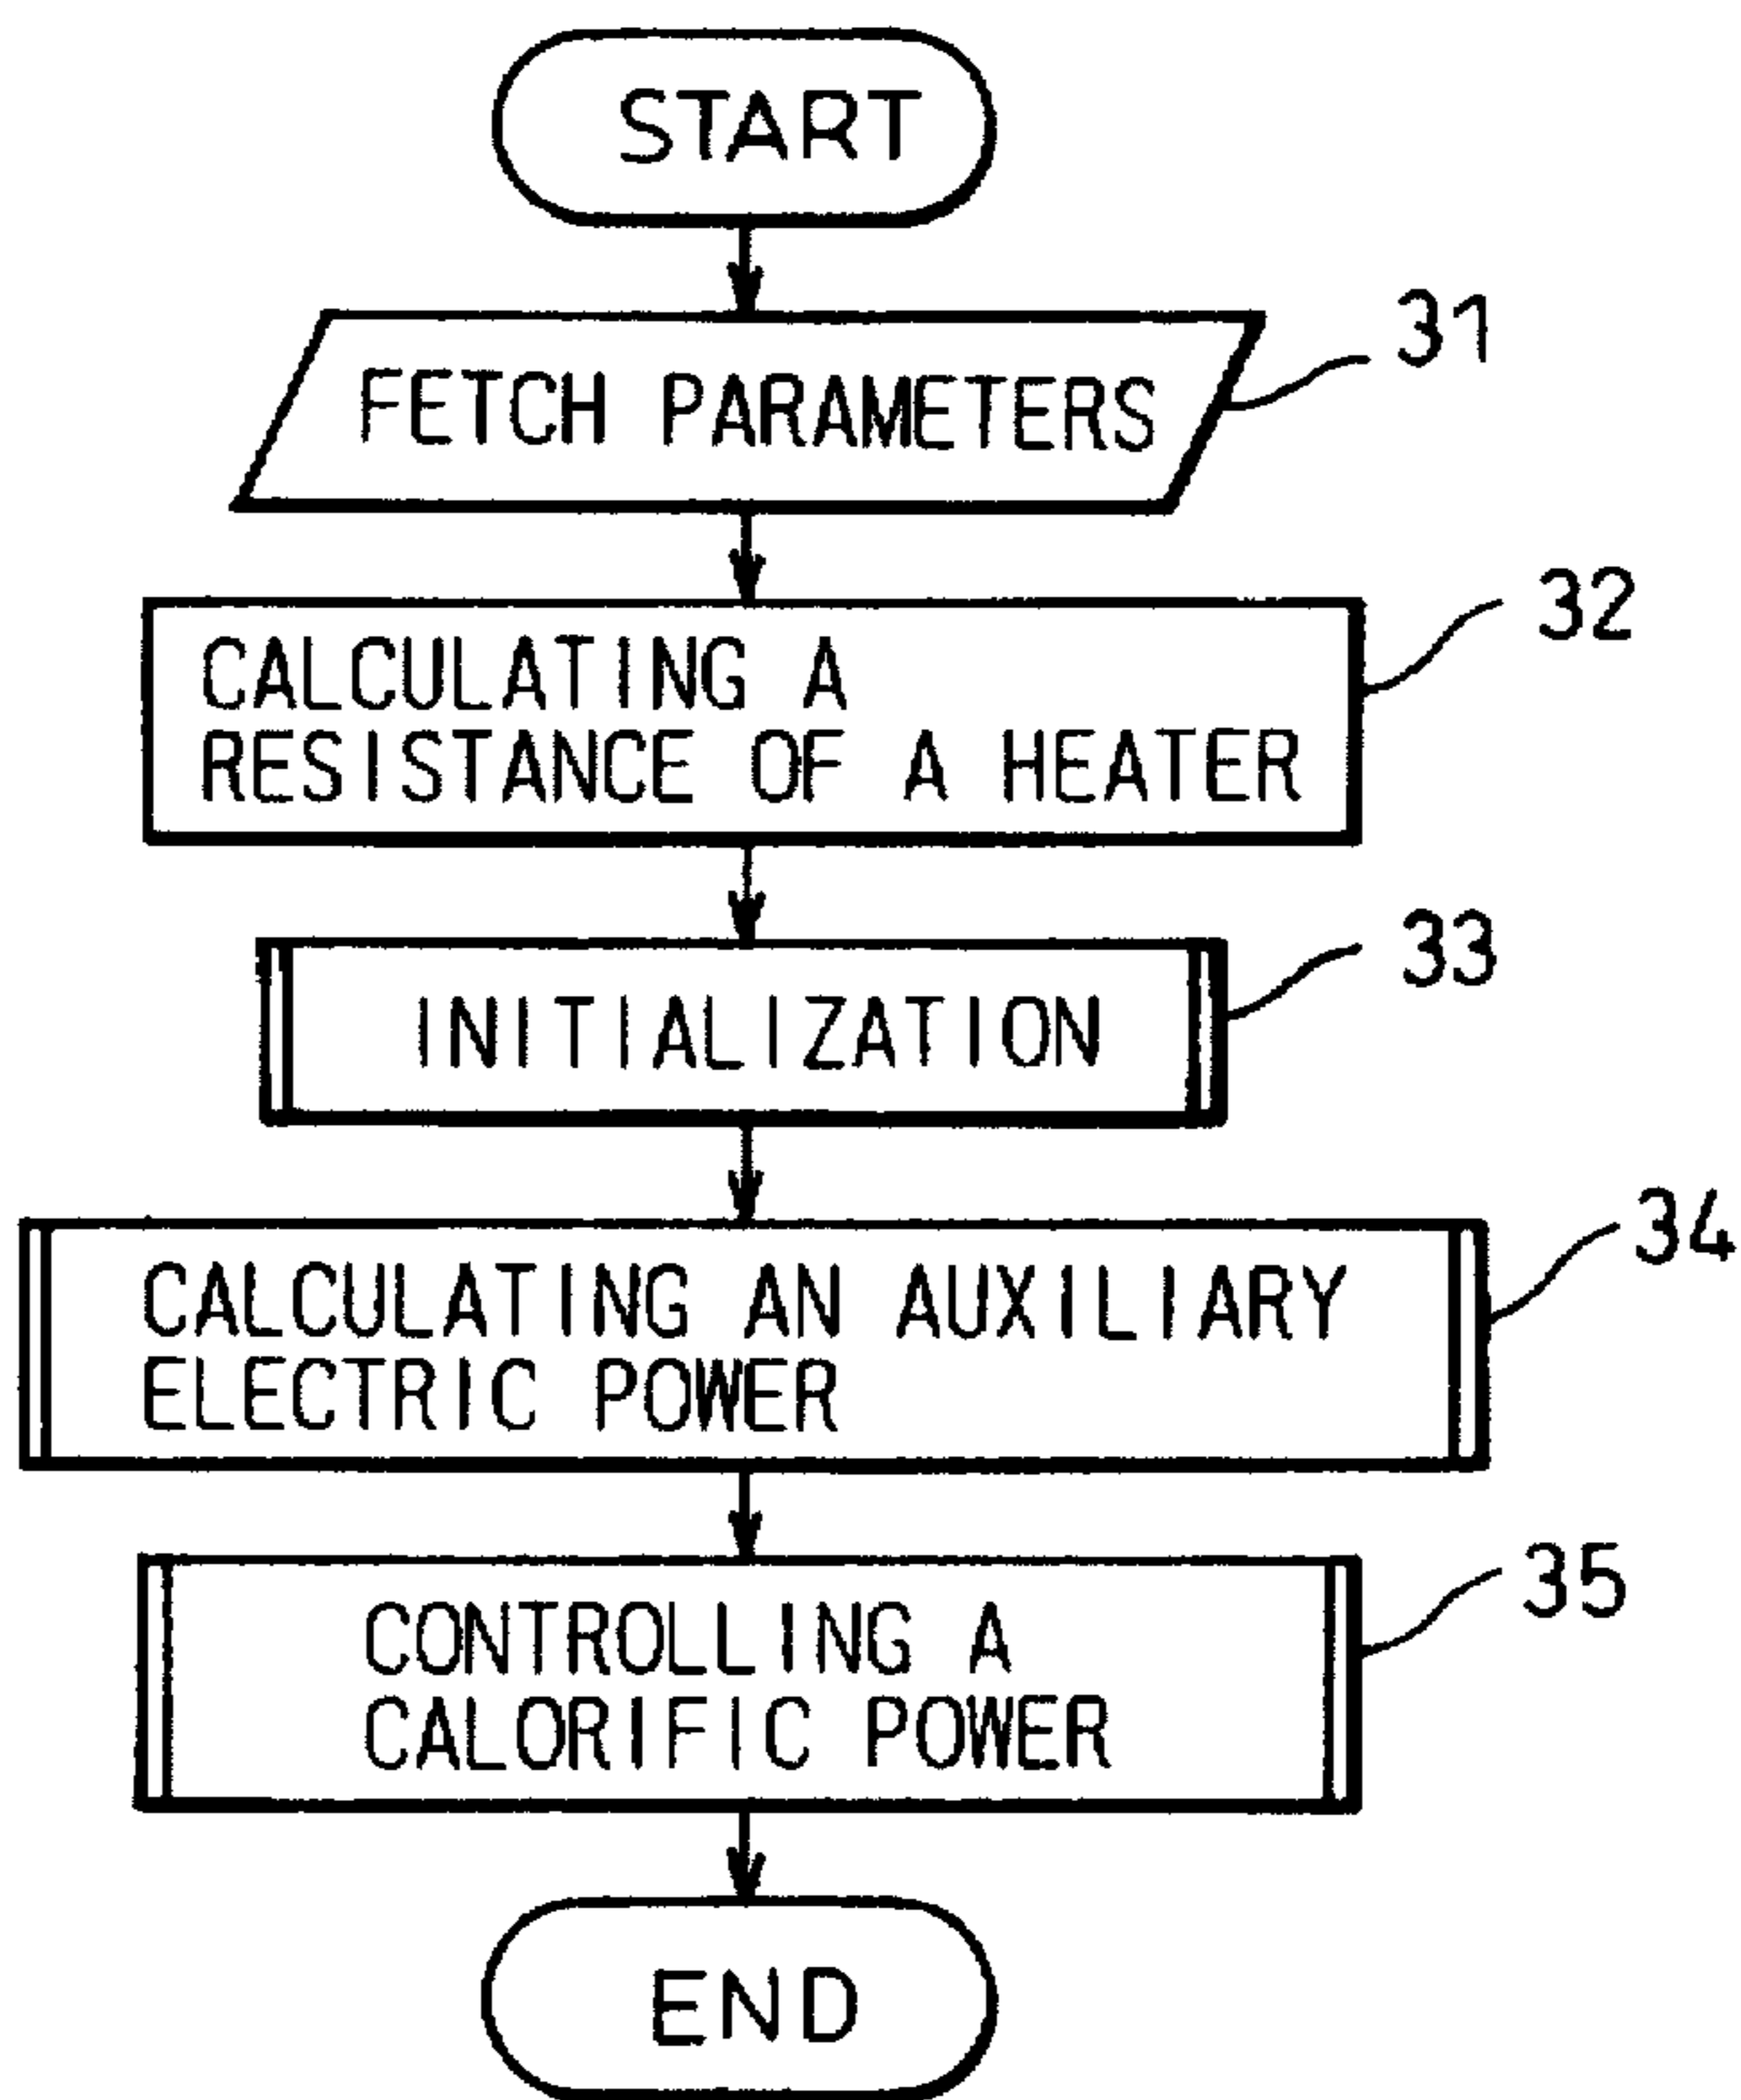 START
FETCH PARAMETERS
31
CALCULATING A
RESISTANCE OF A HEATER
32
INITIALIZATION
33
CALCULATING AN AUXILIARY
ELECTRIC POWER
34
CONTROLLING A
CALORIFIC POWER
35
END